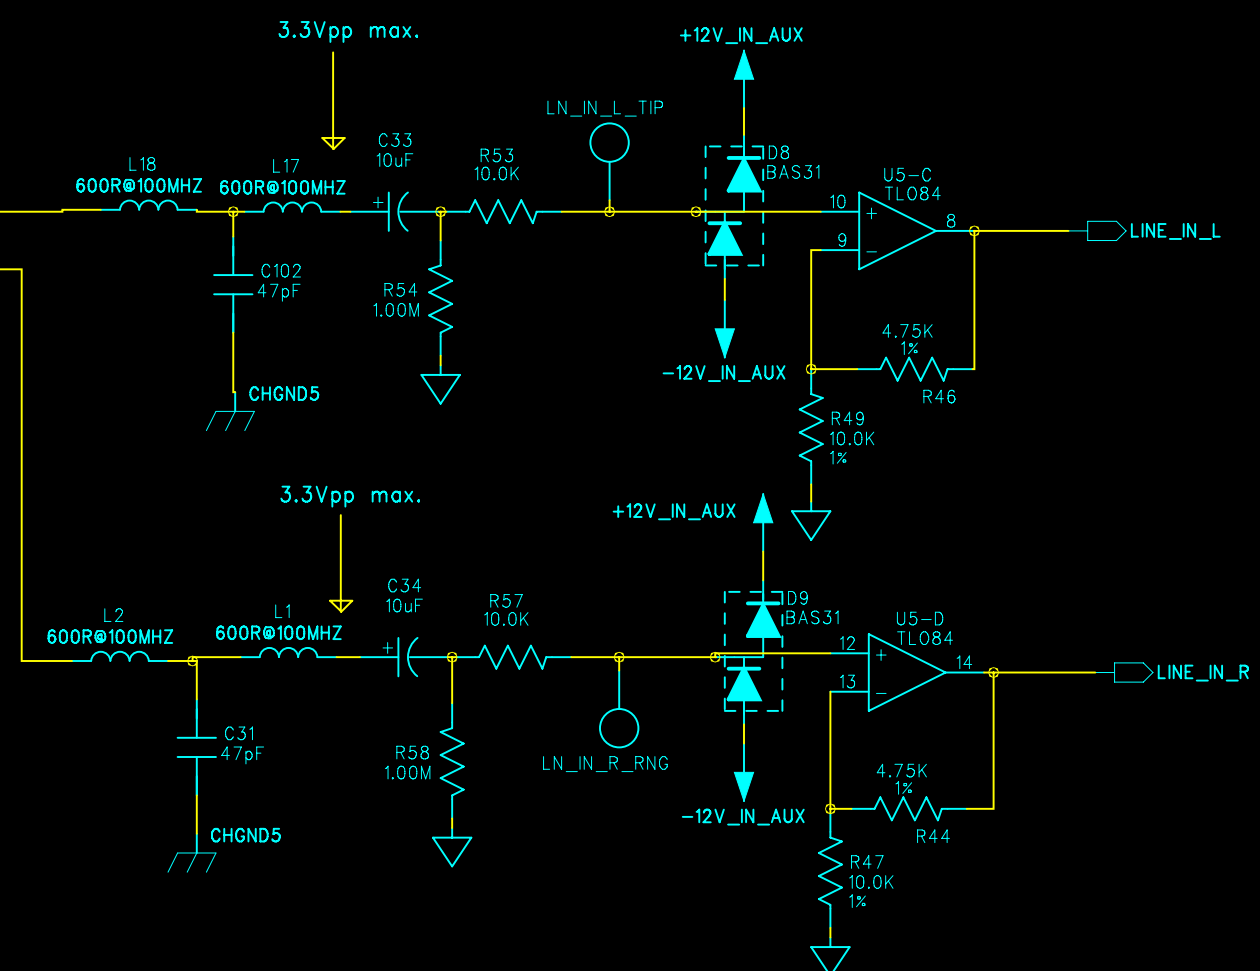 3.3Vpp max.
+12V_IN_AUX
LN_IN_L_TIP
C33
10uF
R53
10.0K
D8
BAS31
L18
600R@100MHZ
L17
600R@100MHZ
U5-C
TL084
+
10
+
8
9
−
LINE_IN_L
C102
47pF
R54
1.00M
-12V_IN_AUX
4.75K
1%
R46
CHGND5
R49
10.0K
1%
3.3Vpp max.
+12V_IN_AUX
C34
10uF
R57
10.0K
D9
BAS31
L2
600R@100MHZ
L1
600R@100MHZ
U5-D
TL084
+
12
+
14
13
−
LINE_IN_R
C31
47pF
R58
1.00M
LN_IN_R_RNG
-12V_IN_AUX
4.75K
1%
R44
CHGND5
R47
10.0K
1%